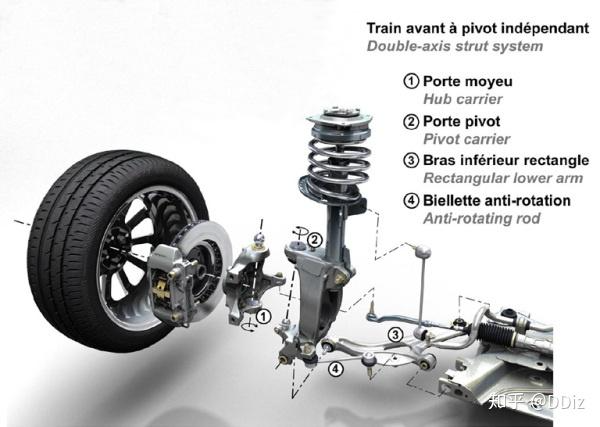 Train avant à pivot indépendant
Double-axis strut system
① Porte moyeu
Hub carrier
② Porte pivot
Pivot carrier
③ Bras inférieur rectangle
Rectangular lower arm
④ Biellette anti-rotation
Anti-rotating rod
②
①
③
④
知乎 @DDiz